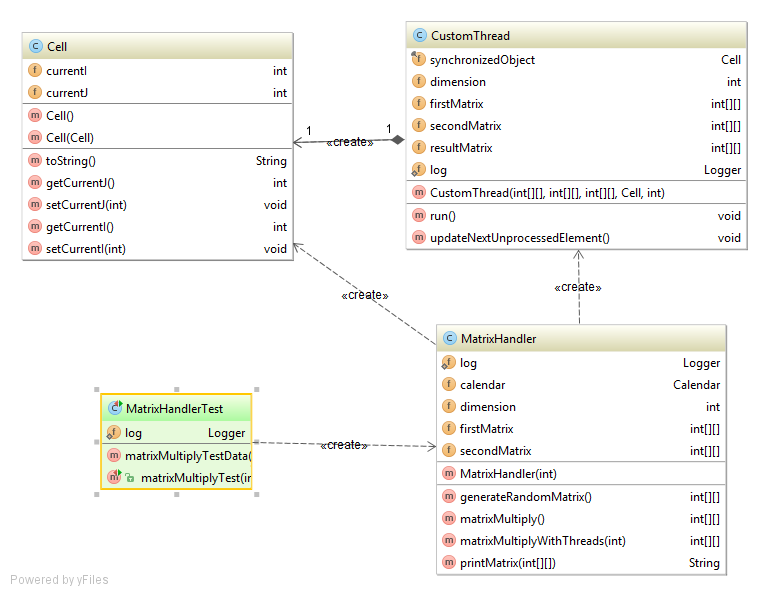 Cell
currentI int
currentJ int
Cell()
Cell(Cell)
toString() String
getCurrentJ() int
setCurrentJ(int) void
getCurrentI() int
setCurrentI(int) void
1 «create» 1
CustomThread
synchronizedObject Cell
dimension int
firstMatrix int[][]
secondMatrix int[][]
resultMatrix int[][]
log Logger
CustomThread(int[][], int[][], int[][], Cell, int)
run() void
updateNextUnprocessedElement() void
«create»
«create»
MatrixHandler
log Logger
calendar Calendar
dimension int
firstMatrix int[][]
secondMatrix int[][]
MatrixHandler(int)
generateRandomMatrix() int[][]
matrixMultiply() int[][]
matrixMultiplyWithThreads(int) int[][]
printMatrix(int[][]) String
MatrixHandlerTest
log Logger
matrixMultiplyTestData(
matrixMultiplyTest(in
«create»
Powered by yFiles